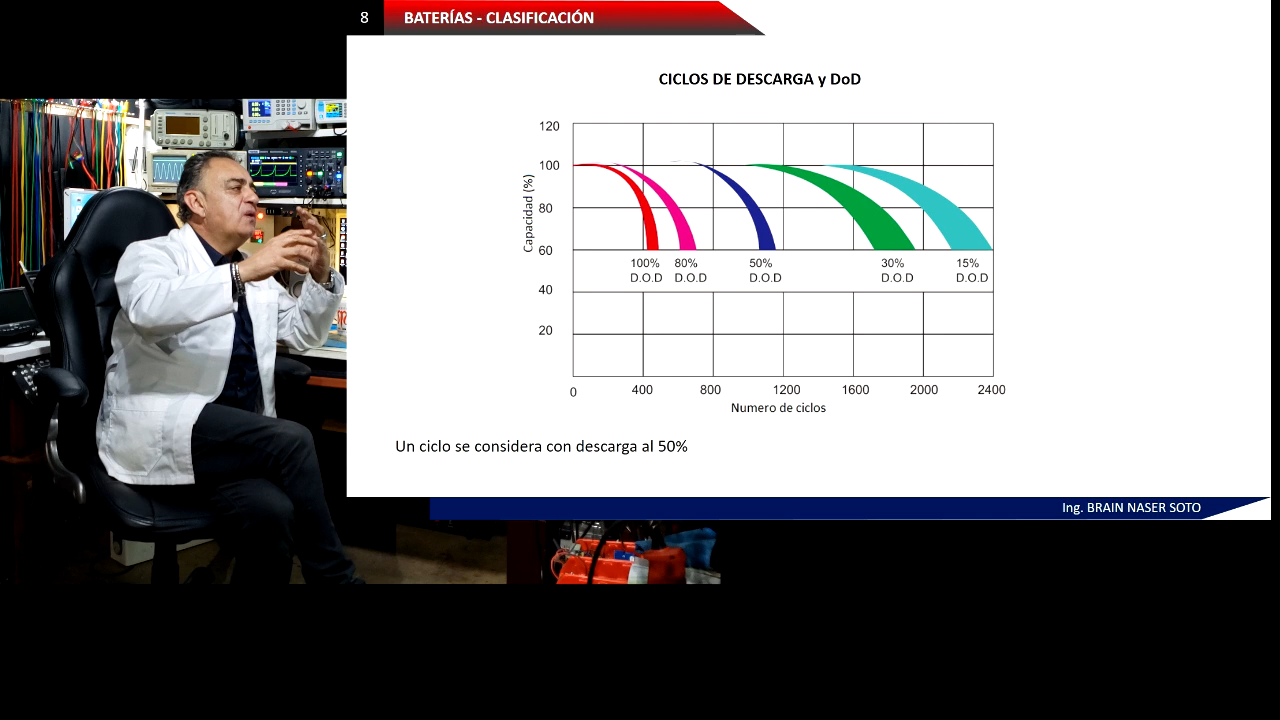 8
BATERÍAS - CLASIFICACIÓN
CICLOS DE DESCARGA y DoD
Capacidad (%)
120
100
80
60
40
20
100% D.O.D
80% D.O.D
50% D.O.D
30% D.O.D
15% D.O.D
0 400 800 1200 1600 2000 2400
Numero de ciclos
Un ciclo se considera con descarga al 50%
Ing. BRAIN NASER SOTO